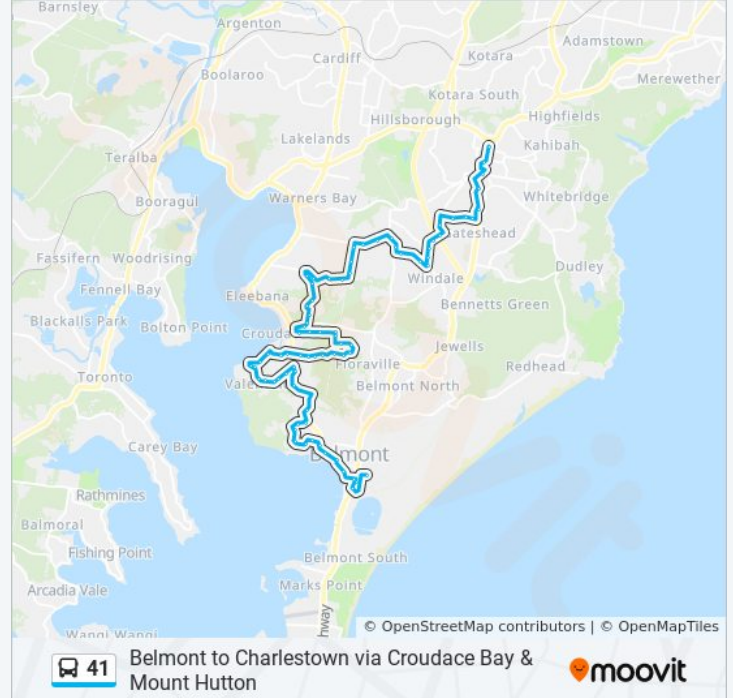 Barnsley
Argenton
Adamstown
Cardiff
Kotara
Boolaroo
Merewether
Kotara South
Highfields
Hillsborough
Lakelands
Kahibah
Teralba
Warners Bay
Whitebridge
Booragul
ateshead
Fassifern
Woodrising
Dudley
Windale
Fennell Bay
Eleebana
Bennetts Green
Blackalls Park
Bolton Point
Crouda
Jewells
Floraville
Redhead
Toronto
Vale
Belmont North
Carey Bay
Belmont
Rathmines
Balmoral
Fishing Point
Belmont South
Arcadia Vale
Marks Point
hway
Wangi Wangi
© OpenStreetMap contributors | © OpenMapTiles
41
Belmont to Charlestown via Croudace Bay &
Mount Hutton
moovit